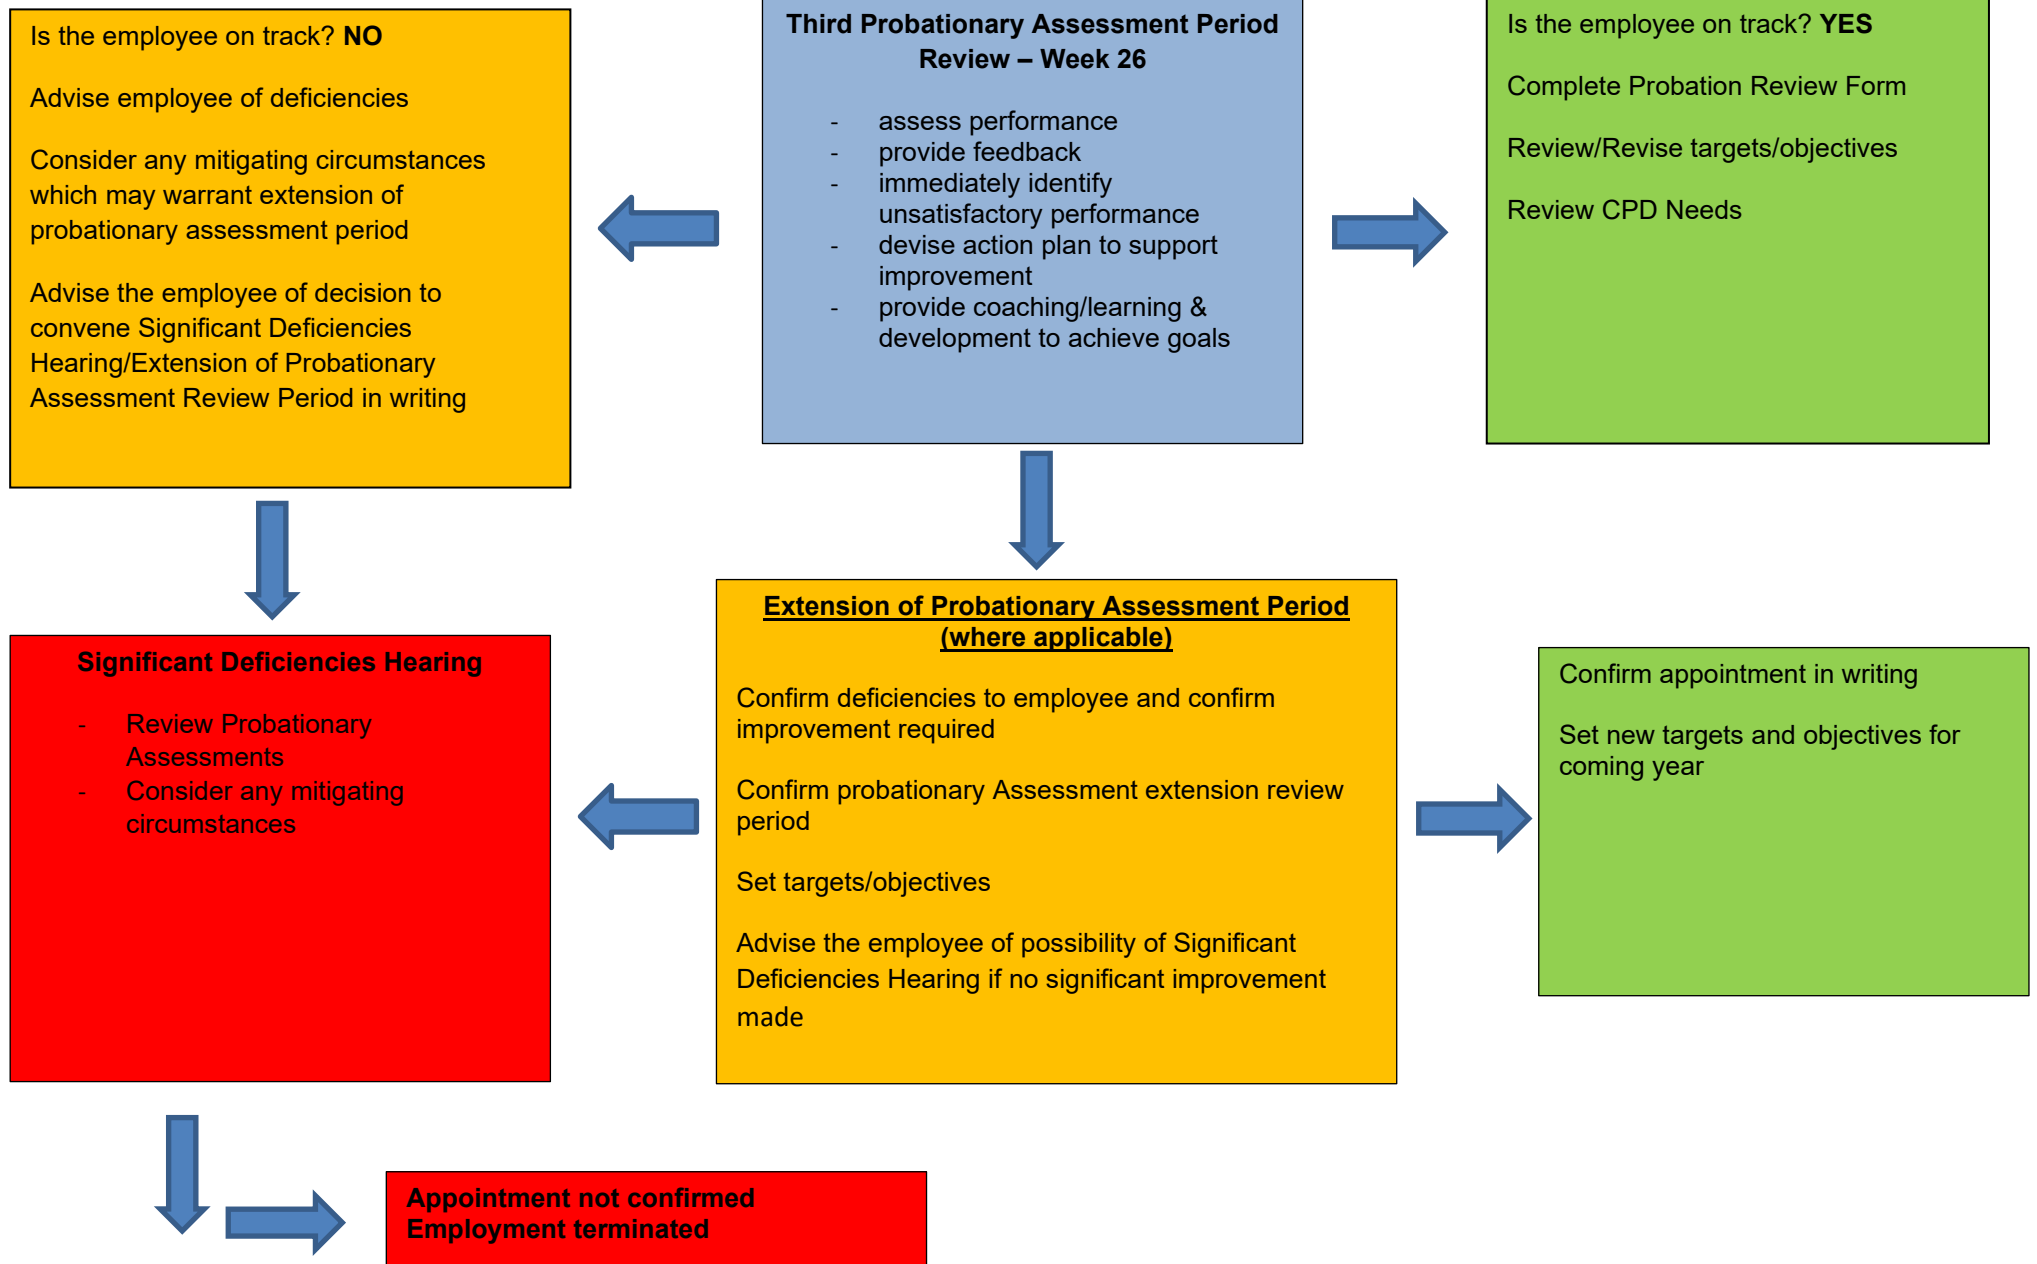 Is the employee on track? NO
Advise employee of deficiencies
Consider any mitigating circumstances
which may warrant extension of
probationary assessment period
Advise the employee of decision to
convene Significant Deficiencies
Hearing/Extension of Probationary
Assessment Review Period in writing
Third Probationary Assessment Period
Review – Week 26
- assess performance
- provide feedback
- immediately identify
unsatisfactory performance
- devise action plan to support
improvement
- provide coaching/learning &
development to achieve goals
Is the employee on track? YES
Complete Probation Review Form
Review/Revise targets/objectives
Review CPD Needs
Significant Deficiencies Hearing
- Review Probationary
Assessments
- Consider any mitigating
circumstances
Extension of Probationary Assessment Period
(where applicable)
Confirm deficiencies to employee and confirm
improvement required
Confirm probationary Assessment extension review
period
Set targets/objectives
Advise the employee of possibility of Significant
Deficiencies Hearing if no significant improvement
made
Confirm appointment in writing
Set new targets and objectives for
coming year
Appointment not confirmed
Employment terminated